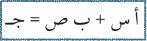 أ س + ب ص = جـ